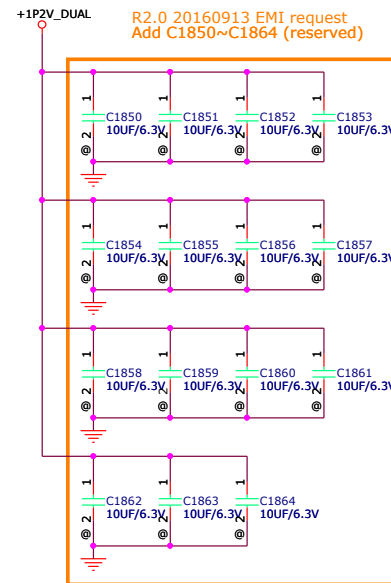 +1P2V_DUAL
R2.0 20160913 EMI request
Add C1850~C1864 (reserved)
1 1 1 1
C1850 C1851 C1852 C1853
10UF/6.3V 10UF/6.3V 10UF/6.3V 10UF/6.3V
@ 2 @ 2 @ 2 @ 2
1 1 1 1
C1854 C1855 C1856 C1857
10UF/6.3V 10UF/6.3V 10UF/6.3V 10UF/6.3V
@ 2 @ 2 @ 2 @ 2
1 1 1 1
C1858 C1859 C1860 C1861
10UF/6.3V 10UF/6.3V 10UF/6.3V 10UF/6.3V
@ 2 @ 2 @ 2 @ 2
1 1 1
C1862 C1863 C1864
10UF/6.3V 10UF/6.3V 10UF/6.3V
@ 2 @ 2 @ 2